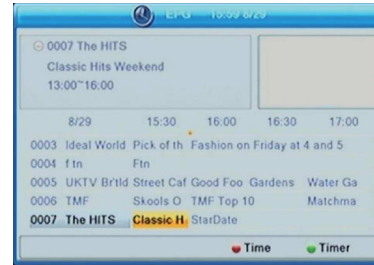 EPG 15:59 8/29
0007 The HITS
Classic Hits Weekend
13:00~16:00
8/29 15:30 16:00 16:30 17:00
0003 Ideal World Pick of th Fashion on Friday at 4 and 5
0004 f tn Ftn
0005 UKTV Br'tId Street Caf Good Foo Gardens Water Ga
0006 TMF Skools O TMF Top 10 Matchma
0007 The HITS Classic H StarDate
Time Timer